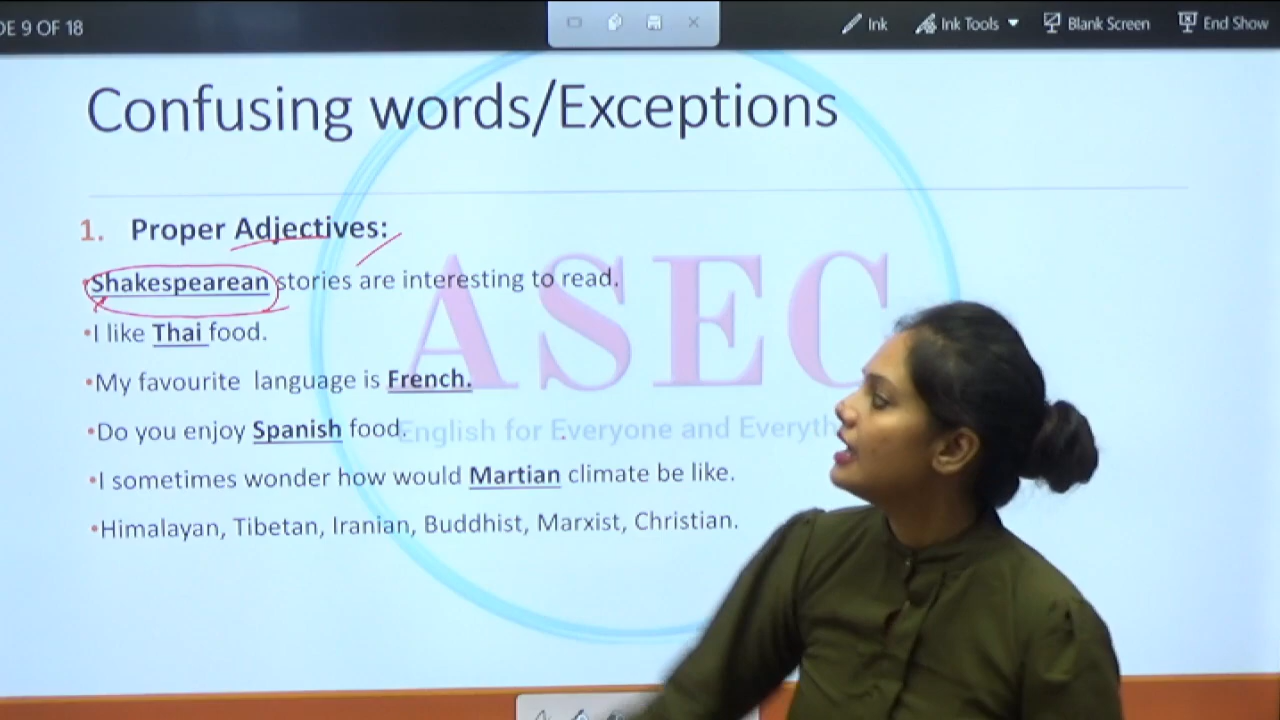 DE 9 OF 18
Ink Ink Tools Blank Screen End Show
Confusing words/Exceptions
1. Proper Adjectives:
Shakespearean stories are interesting to read.
•I like Thai food.
•My favourite language is French.
•Do you enjoy Spanish food.
•I sometimes wonder how would Martian climate be like.
•Himalayan, Tibetan, Iranian, Buddhist, Marxist, Christian.
ASEC
English for Everyone and Everyth